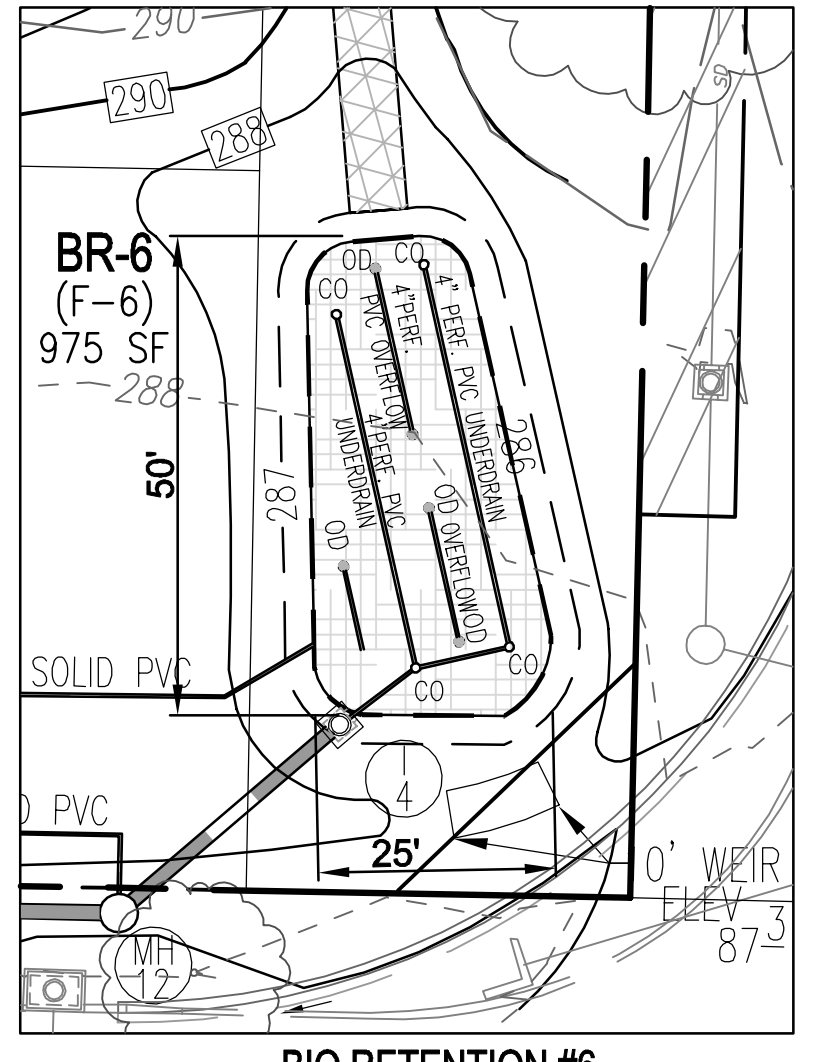 290
290
288
SD
BR-6
(F-6)
975 SF
288
OD
CO
CO
4" PERF. PVC UNDERDRAIN
4"PERF.
PVC OVERFLOW
4"PERF. PVC
UNDERDRAIN
286
50'
287
OD
OD OVERFLOW
OD
SOLID PVC
CO
CO
I
4
PVC
25'
0' WEIR
ELEV
87
3
MH
12
BIO RETENTION #6